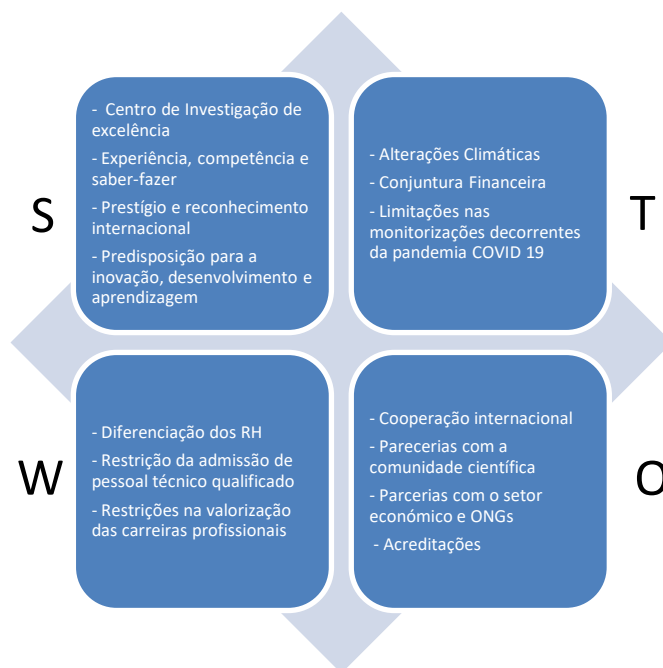 S
- Centro de Investigação de
excelência
- Experiência, competência e
saber-fazer
- Prestígio e reconhecimento
internacional
- Predisposição para a
inovação, desenvolvimento e
aprendizagem
- Alterações Climáticas
- Conjuntura Financeira
- Limitações nas
monitorizações decorrentes
da pandemia COVID 19
T
W
- Diferenciação dos RH
- Restrição da admissão de
pessoal técnico qualificado
- Restrições na valorização
das carreiras profissionais
- Cooperação internacional
- Parecerias com a
comunidade científica
- Parcerias com o setor
económico e ONGs
- Acreditações
O